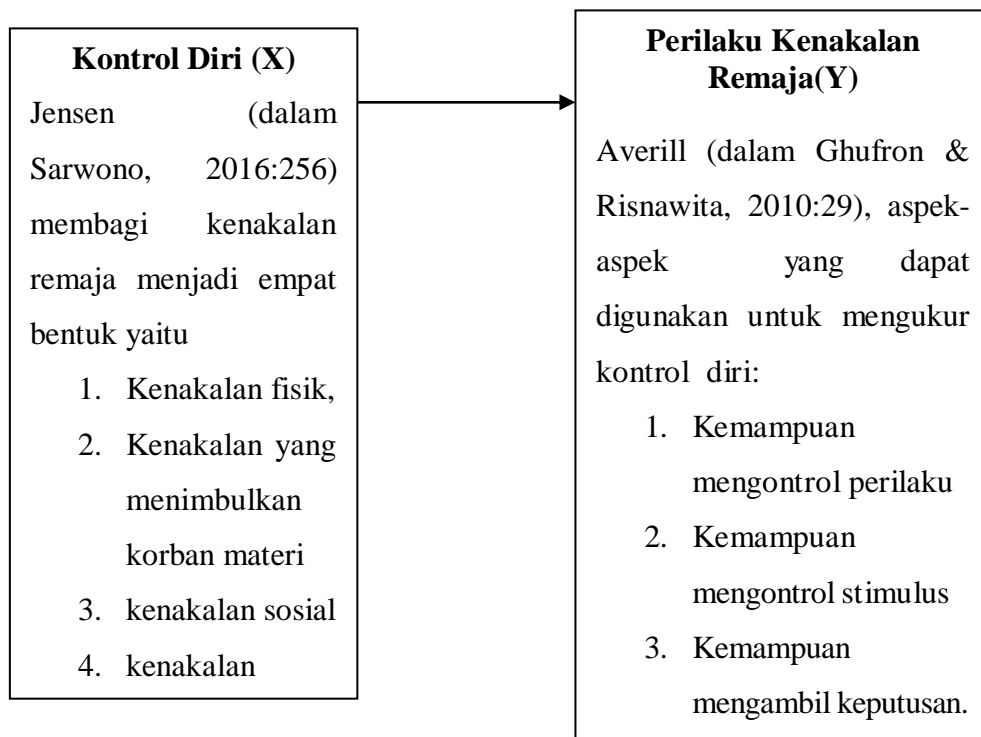 Kontrol Diri (X)
Jensen (dalam
Sarwono, 2016:256)
membagi kenakalan
remaja menjadi empat
bentuk yaitu
1. Kenakalan fisik,
2. Kenakalan yang
menimbulkan
korban materi
3. kenakalan sosial
4. kenakalan
Perilaku Kenakalan
Remaja(Y)
Averill (dalam Ghufron &
Risnawita, 2010:29), aspek-
aspek yang dapat
digunakan untuk mengukur
kontrol diri:
1. Kemampuan
mengontrol perilaku
2. Kemampuan
mengontrol stimulus
3. Kemampuan
mengambil keputusan.